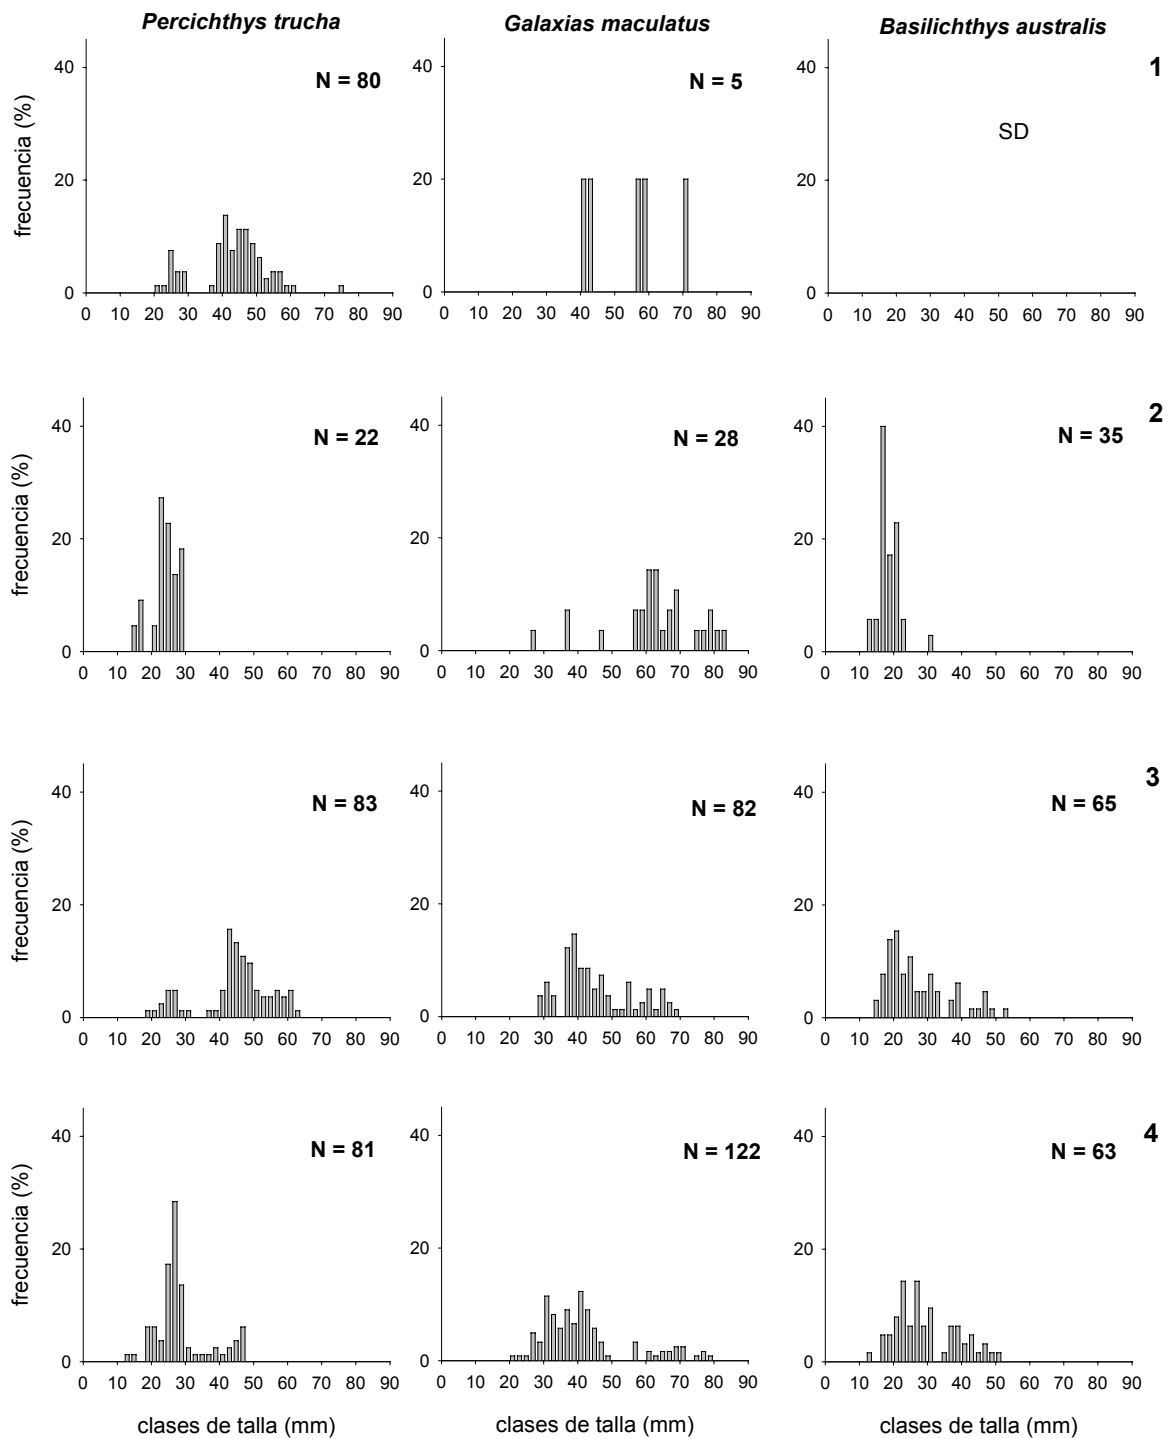 Percichthys trucha Galaxias maculatus Basilichthys australis
1
frecuencia (%)
40
20
0
N = 80
0 10 20 30 40 50 60 70 80 90
40
20
0
N = 5
0 10 20 30 40 50 60 70 80 90
40
20
0
SD
0 10 20 30 40 50 60 70 80 90
2
frecuencia (%)
40
20
0
N = 22
0 10 20 30 40 50 60 70 80 90
40
20
0
N = 28
0 10 20 30 40 50 60 70 80 90
40
20
0
N = 35
0 10 20 30 40 50 60 70 80 90
3
frecuencia (%)
40
20
0
N = 83
0 10 20 30 40 50 60 70 80 90
40
20
0
N = 82
0 10 20 30 40 50 60 70 80 90
40
20
0
N = 65
0 10 20 30 40 50 60 70 80 90
4
frecuencia (%)
40
20
0
N = 81
0 10 20 30 40 50 60 70 80 90
clases de talla (mm)
40
20
0
N = 122
0 10 20 30 40 50 60 70 80 90
clases de talla (mm)
40
20
0
N = 63
0 10 20 30 40 50 60 70 80 90
clases de talla (mm)